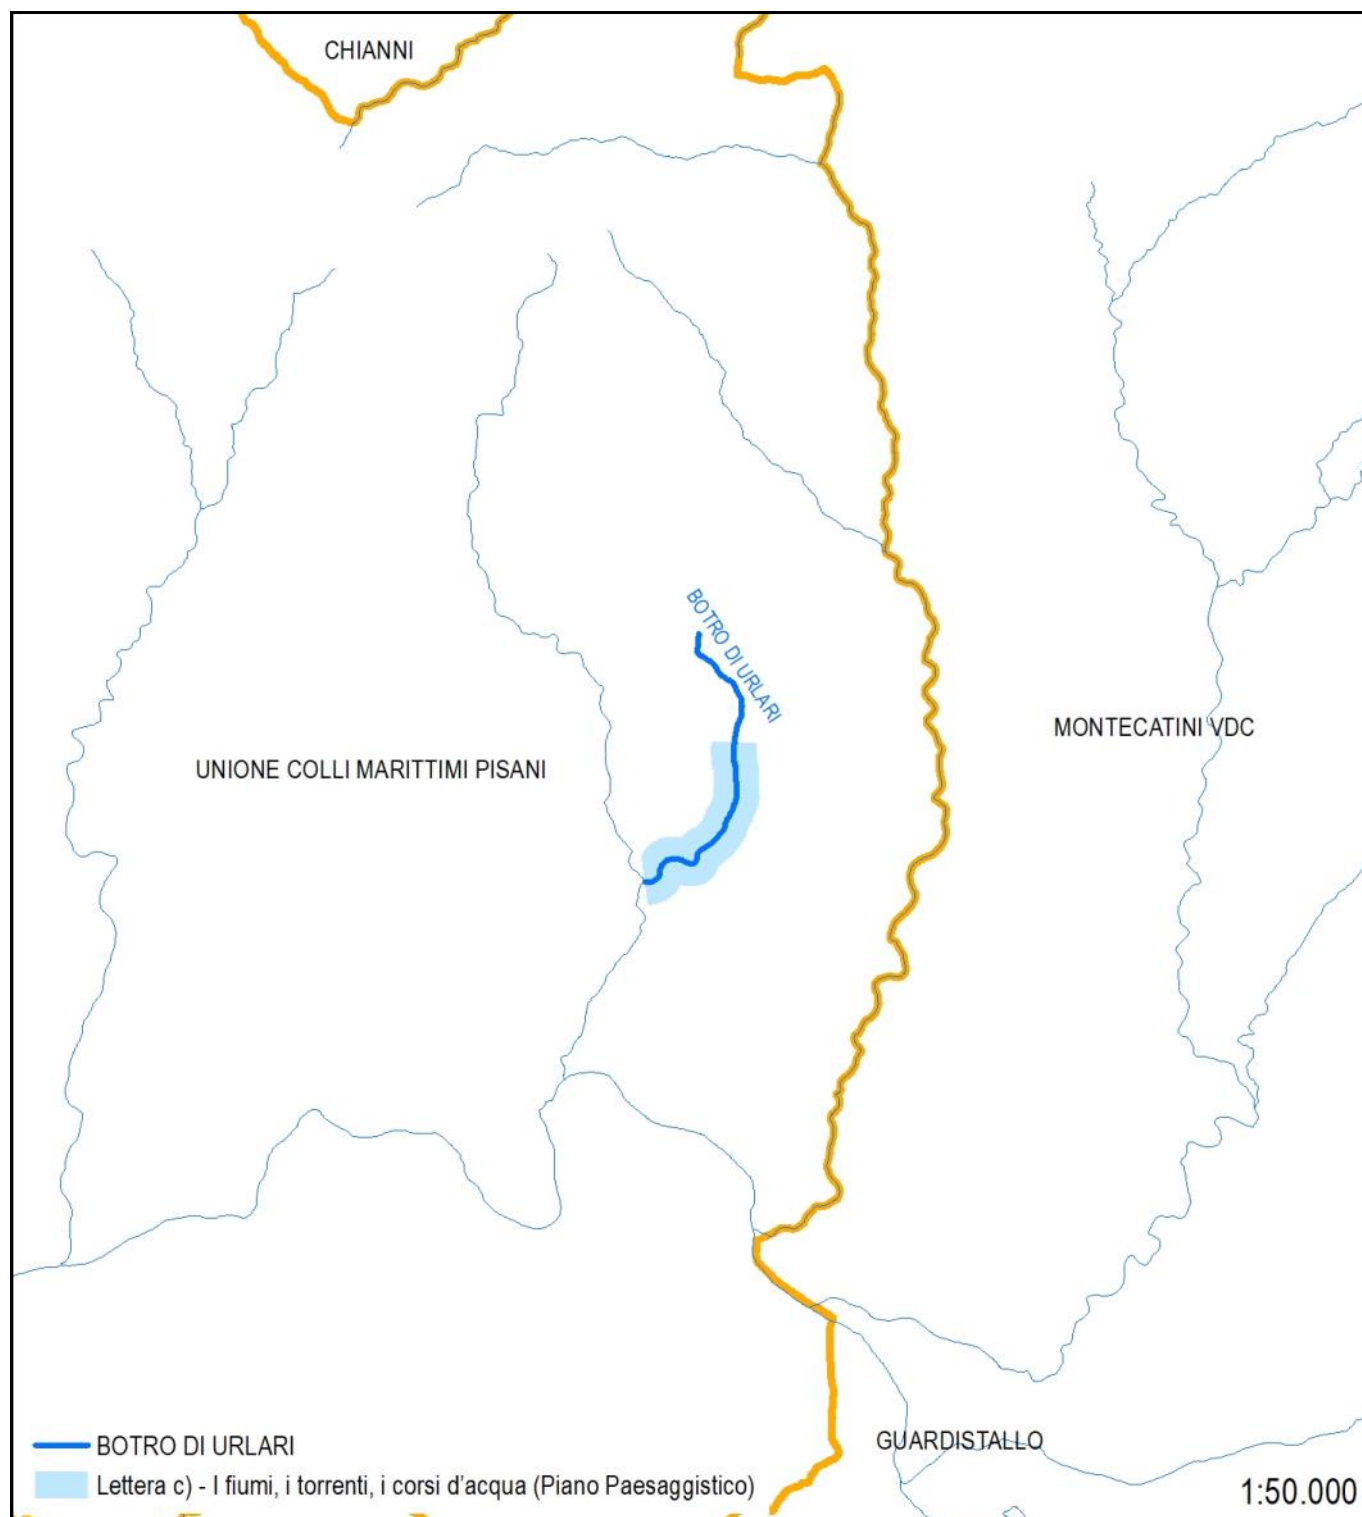 CHIANNI
BOTRO DI URLARI
MONTECATINI VDC
UNIONE COLLI MARITTIMI PISANI
GUARDISTALLO
BOTRO DI URLARI
Lettera c) - I fiumi, i torrenti, i corsi d'acqua (Piano Paesaggistico)
1:50.000